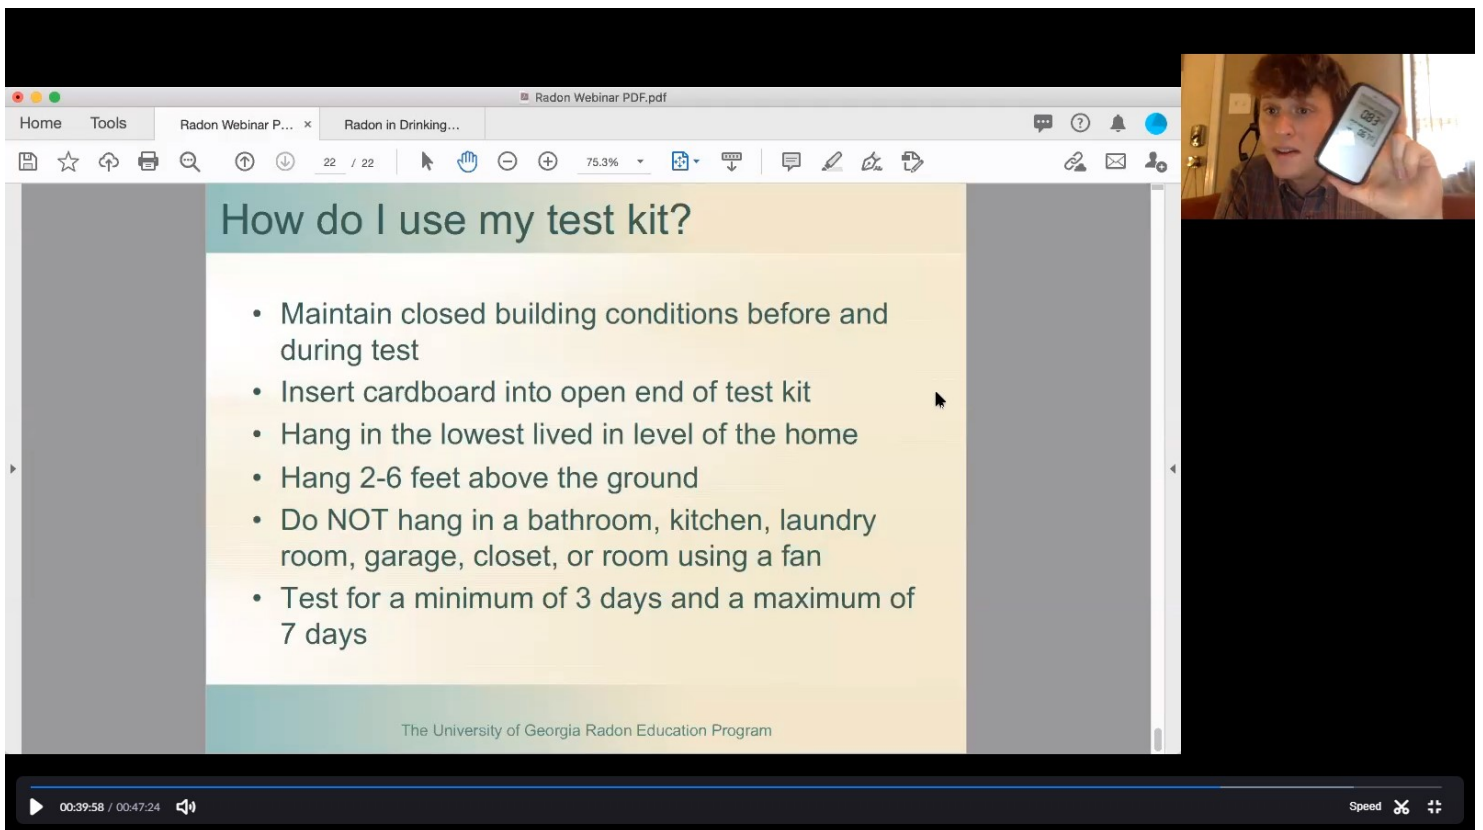 Radon Webinar PDF.pdf
Home Tools Radon Webinar P... × Radon in Drinking...
22 / 22 75.3%
How do I use my test kit?
• Maintain closed building conditions before and
during test
• Insert cardboard into open end of test kit
• Hang in the lowest lived in level of the home
• Hang 2-6 feet above the ground
• Do NOT hang in a bathroom, kitchen, laundry
room, garage, closet, or room using a fan
• Test for a minimum of 3 days and a maximum of
7 days
The University of Georgia Radon Education Program
00:39:58 / 00:47:24 Speed